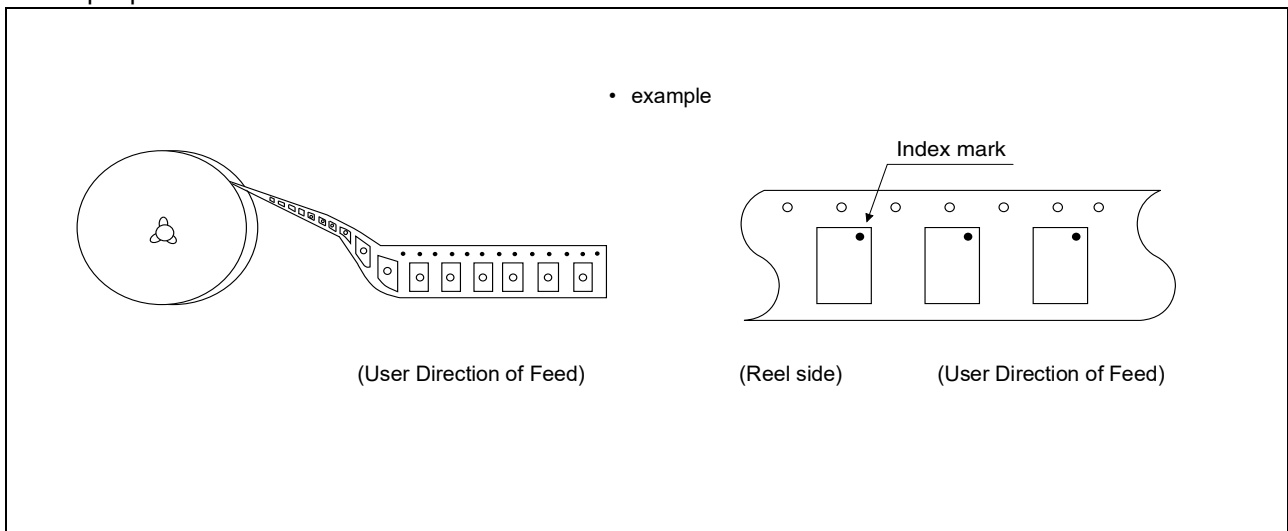 • example
Index mark
(User Direction of Feed)
(Reel side)
(User Direction of Feed)